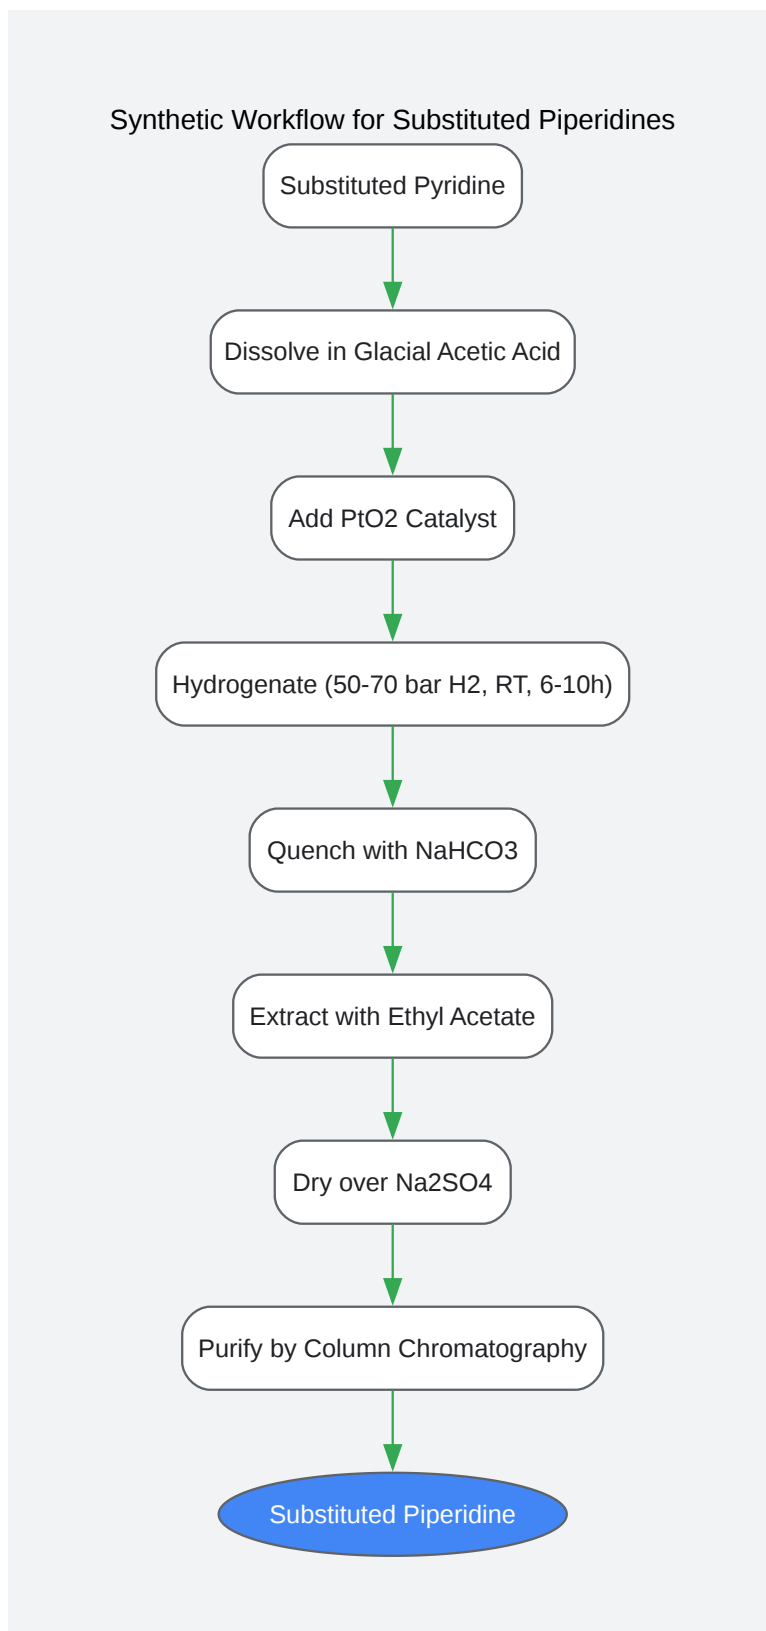 Synthetic Workflow for Substituted Piperidines
Substituted Pyridine
Dissolve in Glacial Acetic Acid
Add PtO2 Catalyst
Hydrogenate (50-70 bar H2, RT, 6-10h)
Quench with NaHCO3
Extract with Ethyl Acetate
Dry over Na2SO4
Purify by Column Chromatography
Substituted Piperidine